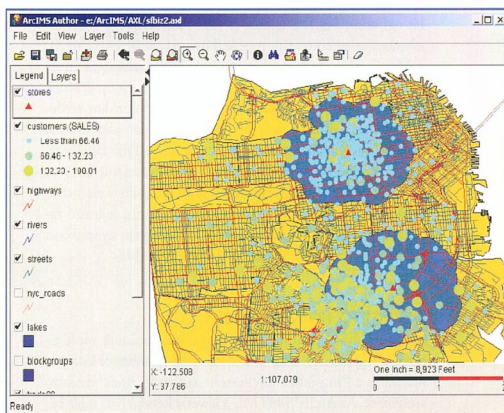 ArcIMS Author - e:/ArcIMS/AXL/sfbiz2.axl
File Edit View Layer Tools Help
Legend Layers
stores
customers (SALES)
Less than 66.46
66.46 - 132.23
132.23 - 198.01
highways
rivers
streets
nyc_roads
lakes
blockgroups
X: -122.508
Y: 37.786
1:107,079
One Inch = 8,923 Feet
0 1 2
Ready